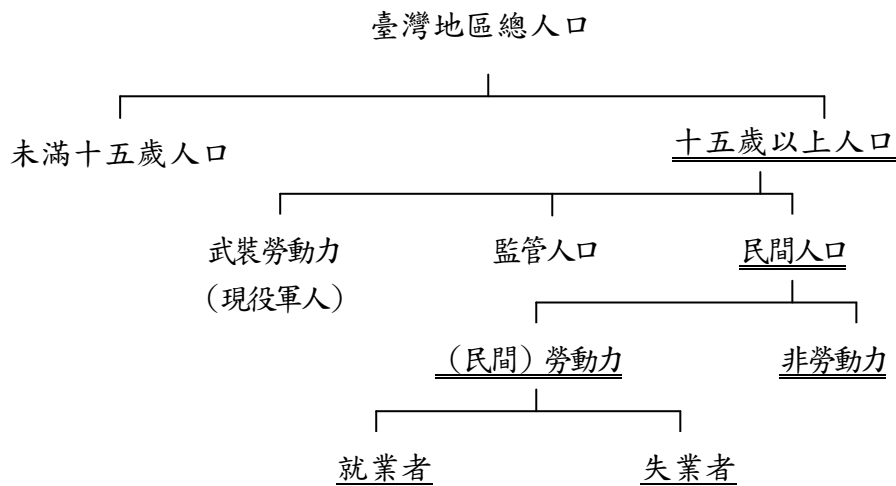 臺灣地區總人口
未滿十五歲人口
十五歲以上人口
武裝勞動力
（現役軍人）
監管人口
民間人口
（民間）勞動力
非勞動力
就業者
失業者